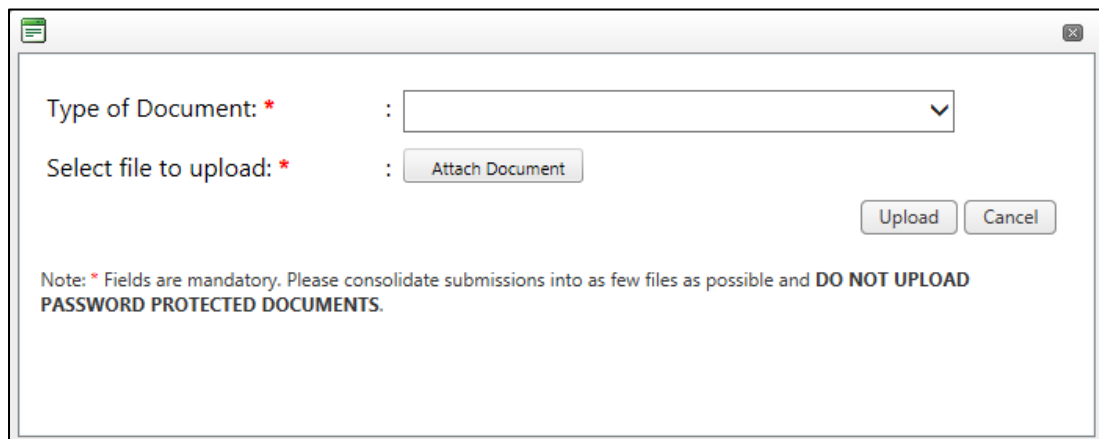 Type of Document: * :
Select file to upload: * : Attach Document
Upload Cancel
Note: * Fields are mandatory. Please consolidate submissions into as few files as possible and DO NOT UPLOAD
PASSWORD PROTECTED DOCUMENTS.